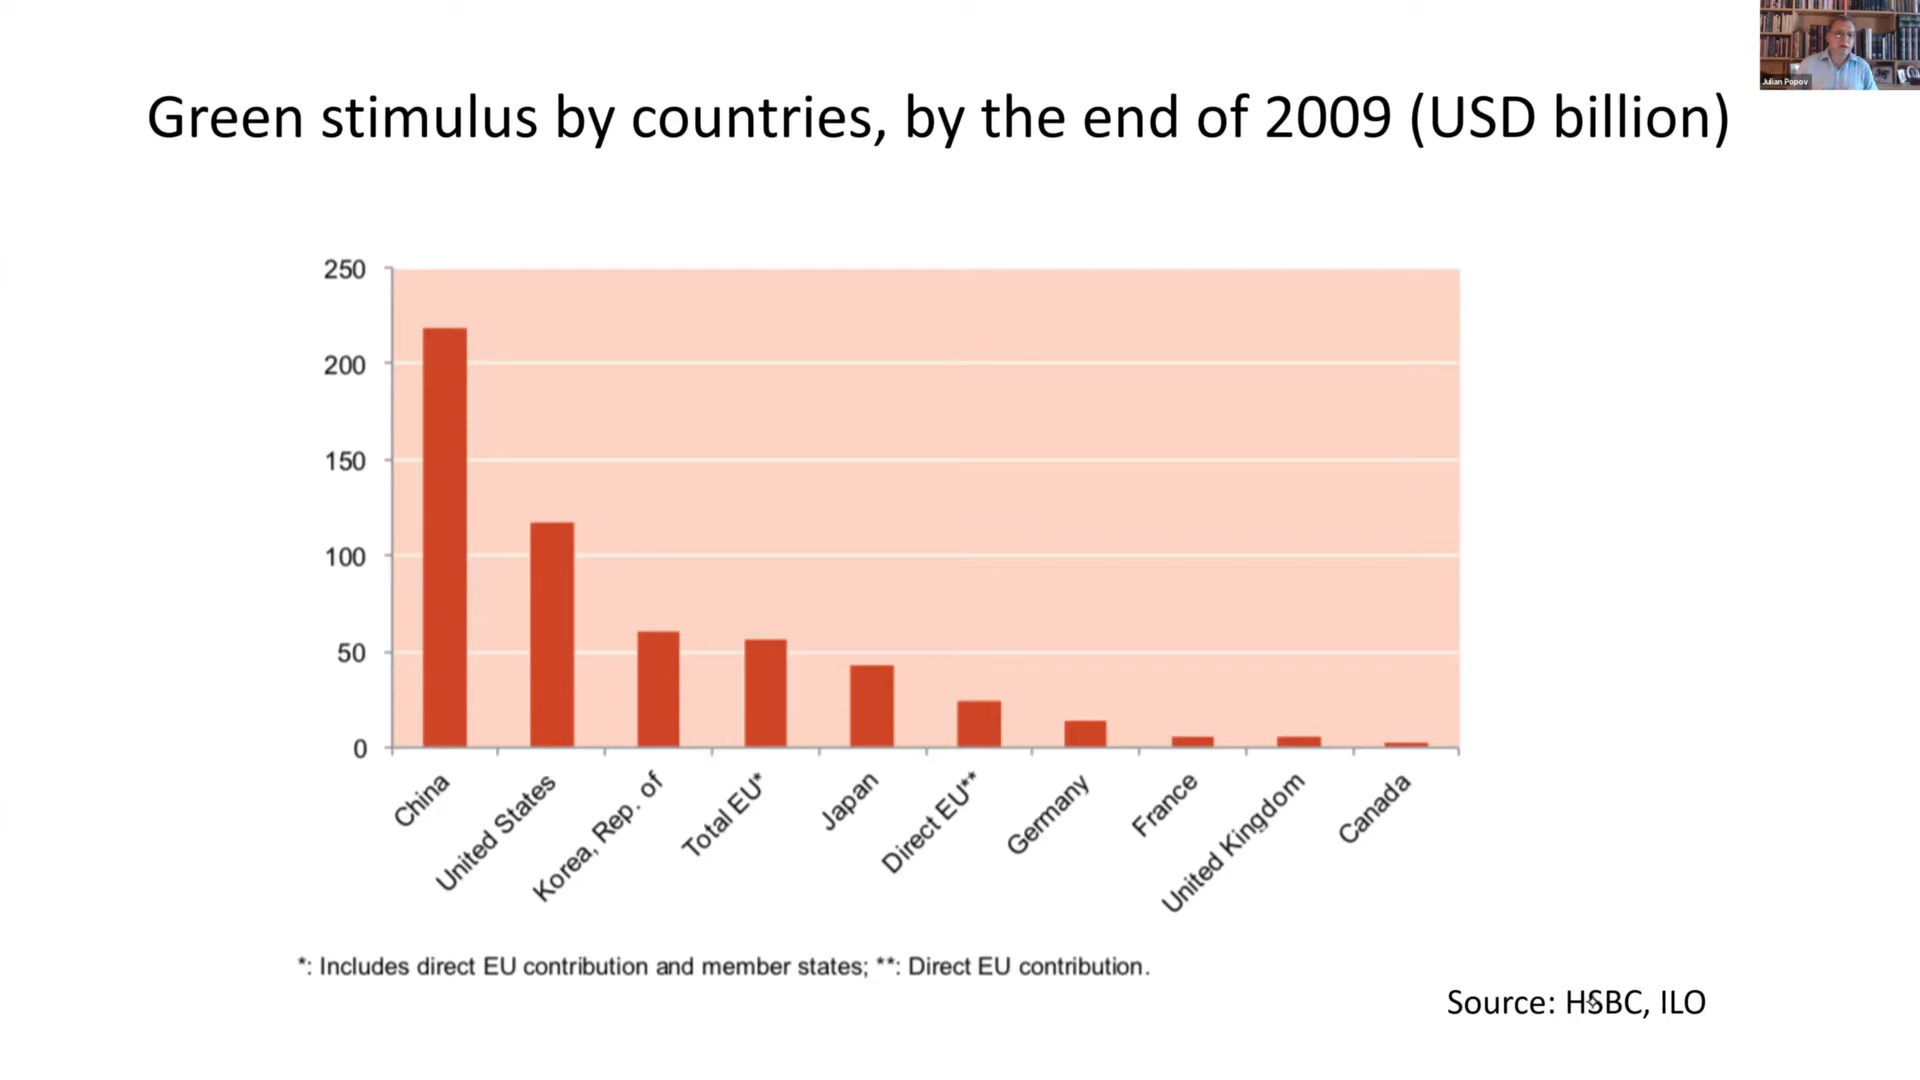 Julian Popov
Green stimulus by countries, by the end of 2009 (USD billion)
250
200
150
100
50
0
China
United States
Korea, Rep. of
Total EU*
Japan
Direct EU**
Germany
France
United Kingdom
Canada
*: Includes direct EU contribution and member states; **: Direct EU contribution.
Source: HSBC, ILO